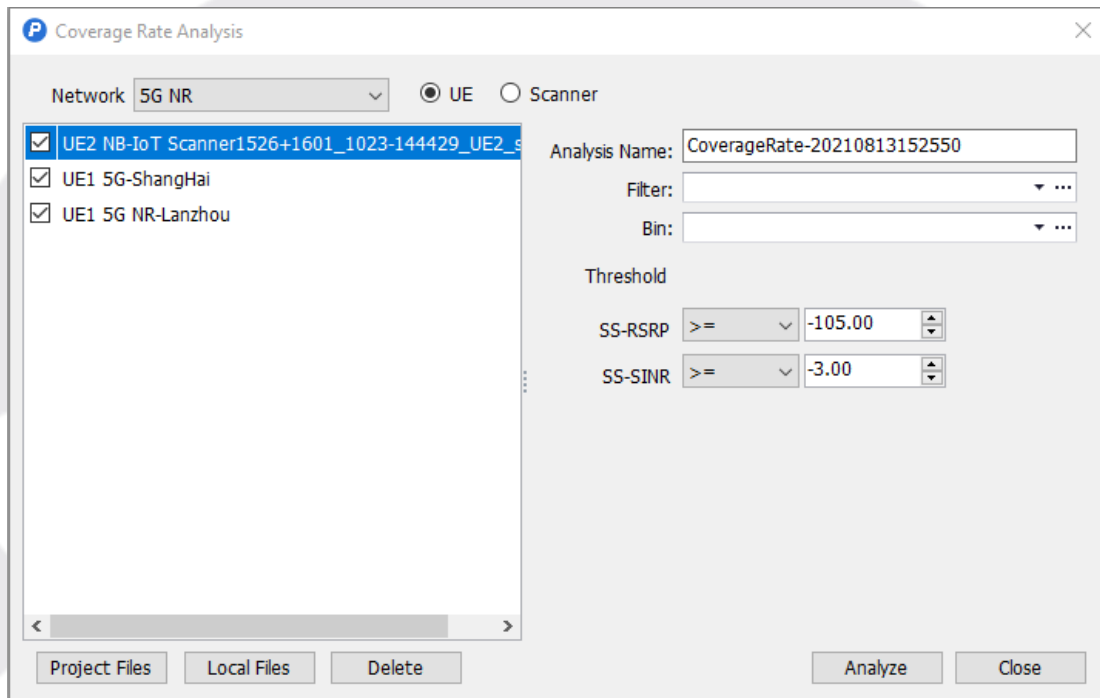 Coverage Rate Analysis
Network 5G NR UE Scanner
UE2 NB-IoT Scanner1526+1601_1023-144429_UE2_s
UE1 5G-ShangHai
UE1 5G NR-Lanzhou
Analysis Name: CoverageRate-20210813152550
Filter:
Bin:
Threshold
SS-RSRP >= -105.00
SS-SINR >= -3.00
Project Files Local Files Delete Analyze Close